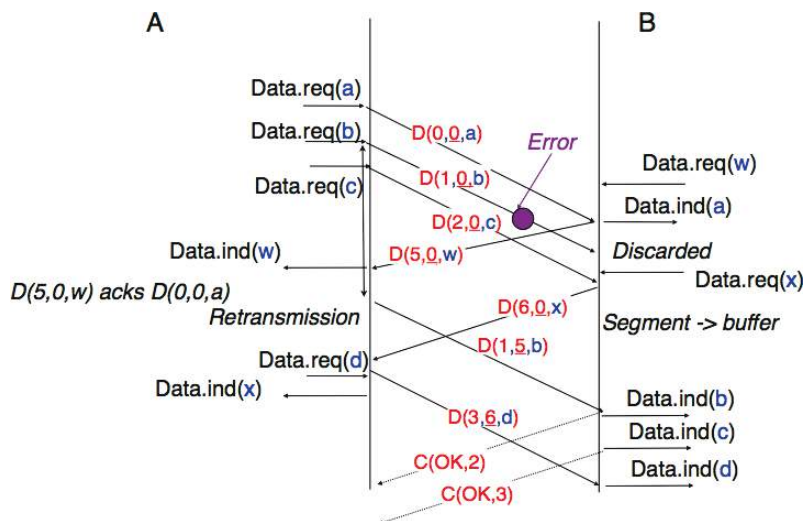 A
B
Data.req(a)
Data.req(b)
D(0,0,a)
Error
Data.req(w)
Data.req(c)
D(1,0,b)
Data.ind(a)
D(2,0,c)
Data.ind(w)
D(5,0,w)
Discarded
Data.req(x)
D(5,0,w) acks D(0,0,a)
Retransmission
D(6,0,x)
Segment -> buffer
D(1,5,b)
Data.req(d)
Data.ind(x)
Data.ind(b)
D(3,6,d)
Data.ind(c)
C(OK,2)
Data.ind(d)
C(OK,3)